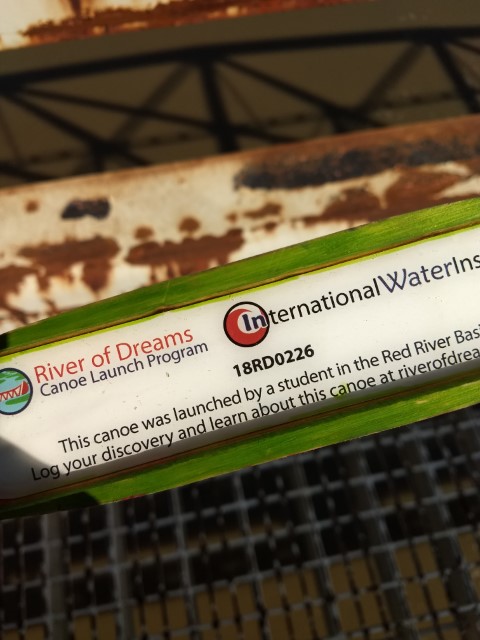 River of Dreams
Canoe Launch Program
InternationalWaterIns
18RD0226
This canoe was launched by a student in the Red River Basi
Log your discovery and learn about this canoe at riverofdrea